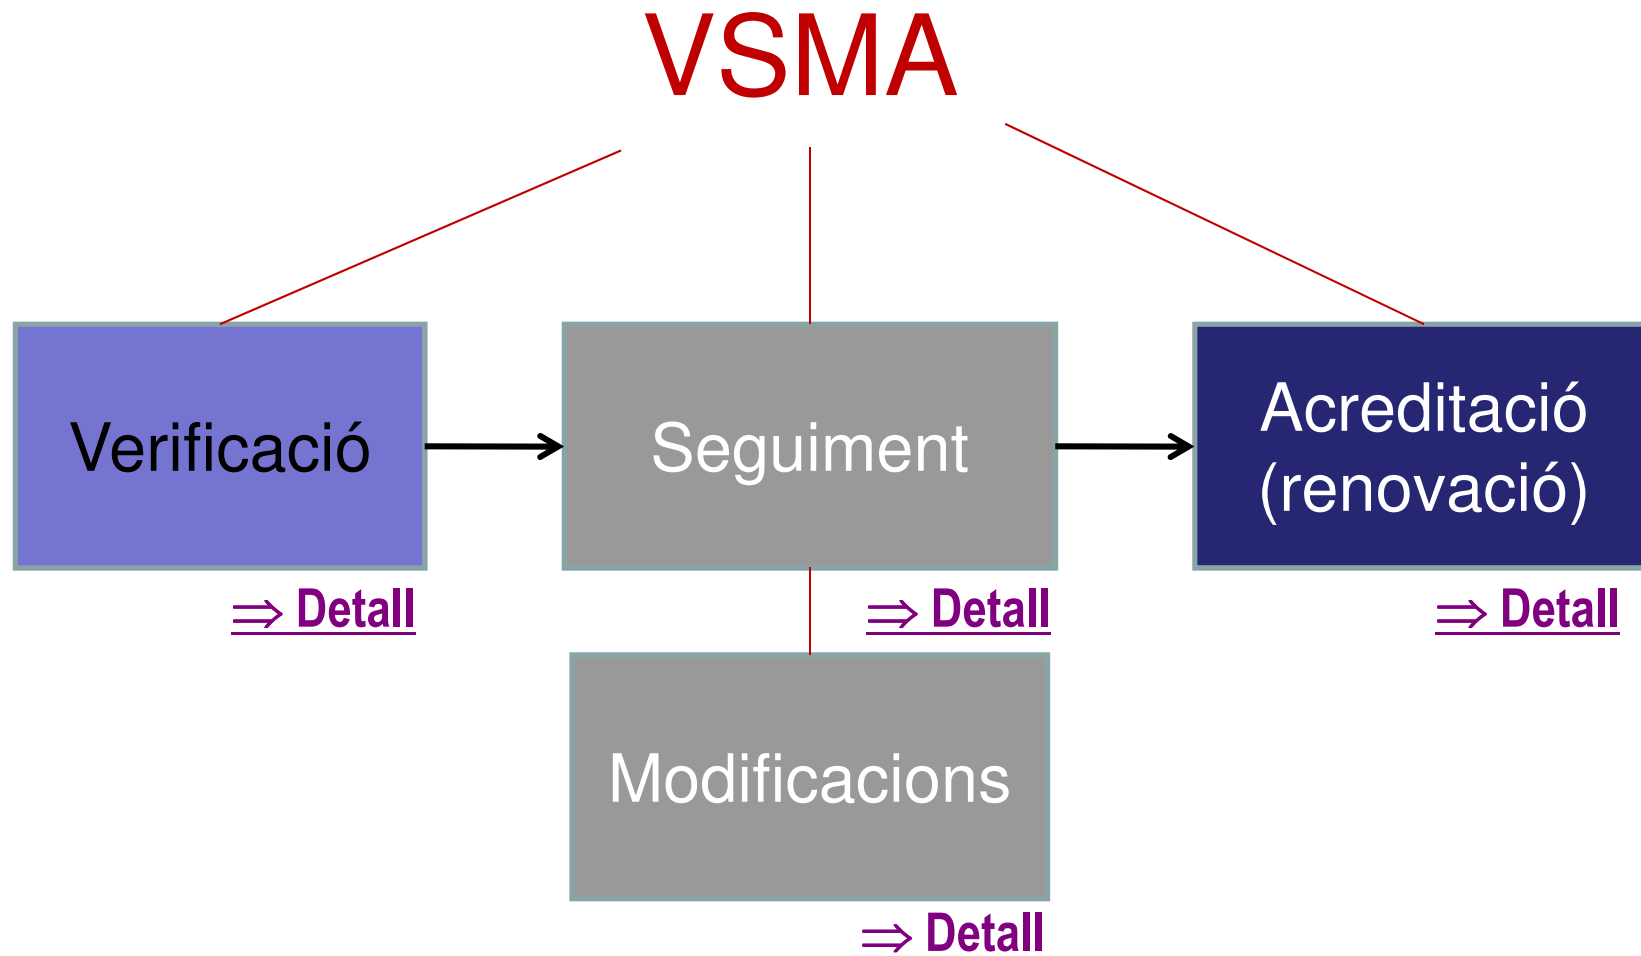 VSMA
Verificació
Seguiment
Acreditació
(renovació)
⇒ Detall
⇒ Detall
⇒ Detall
Modificacions
⇒ Detall